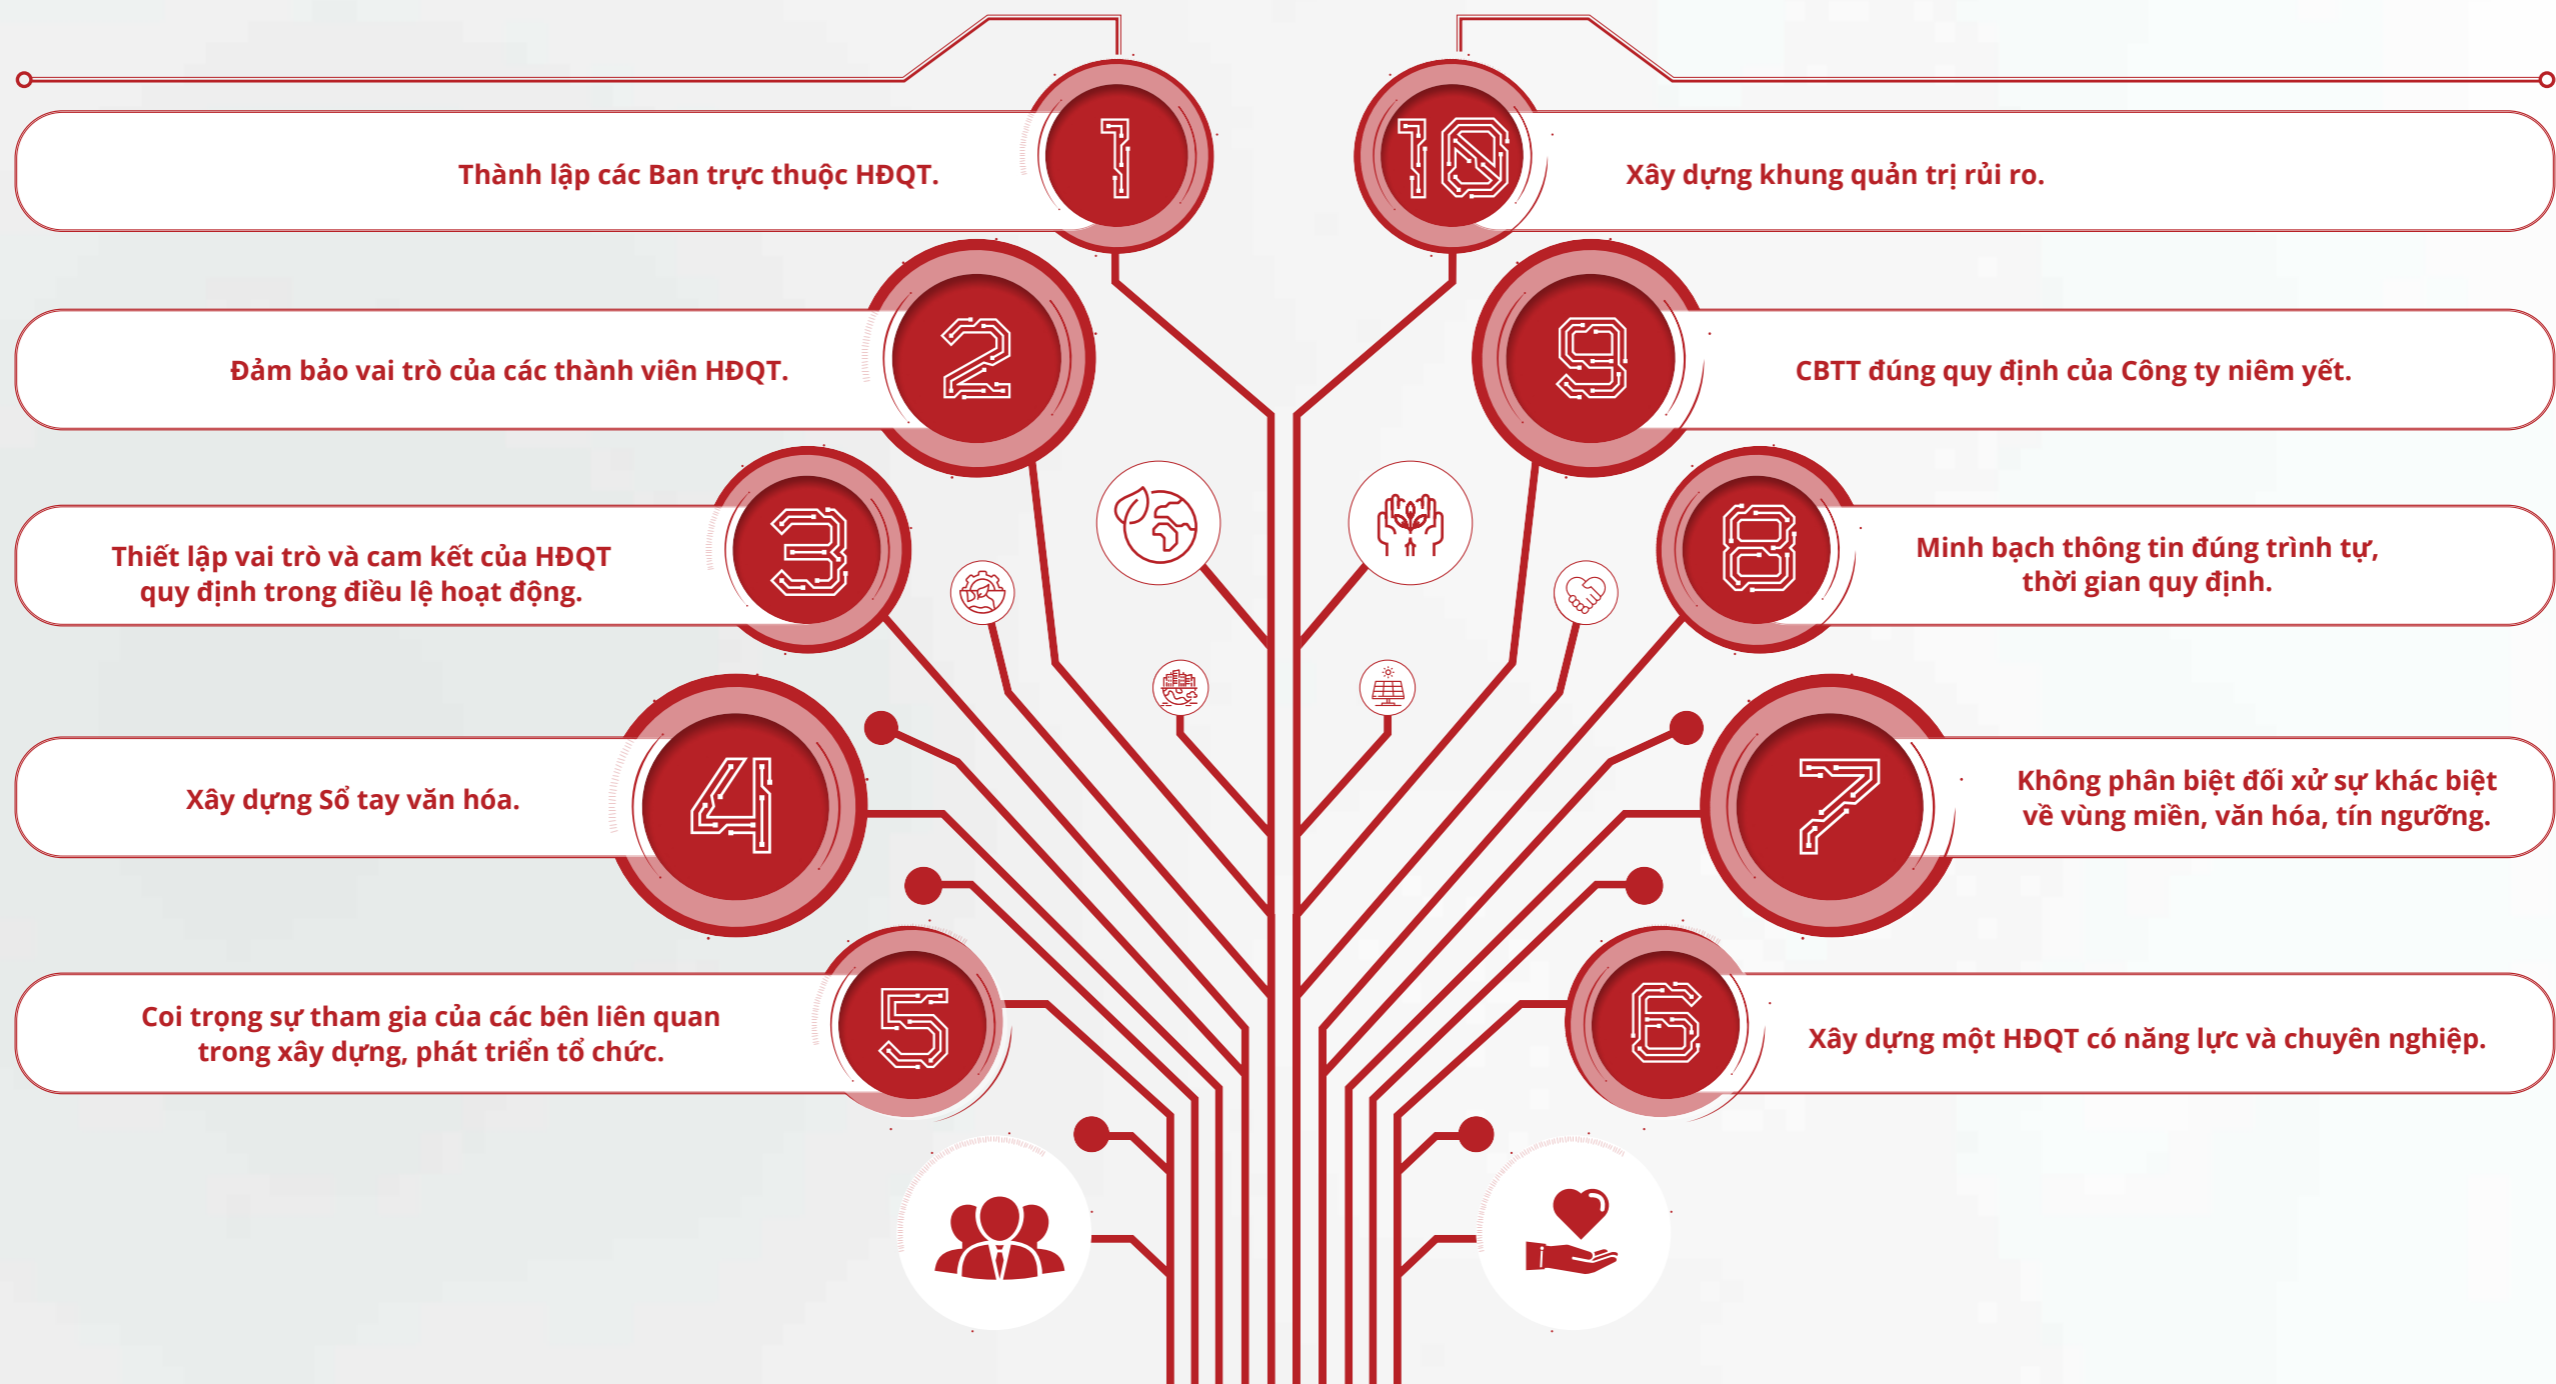 1
Thành lập các Ban trực thuộc HĐQT.
2
Đảm bảo vai trò của các thành viên HĐQT.
3
Thiết lập vai trò và cam kết của HĐQT
quy định trong điều lệ hoạt động.
4
Xây dựng Sổ tay văn hóa.
5
Coi trọng sự tham gia của các bên liên quan
trong xây dựng, phát triển tổ chức.
6
Xây dựng một HĐQT có năng lực và chuyên nghiệp.
7
Không phân biệt đối xử sự khác biệt
về vùng miền, văn hóa, tín ngưỡng.
8
Minh bạch thông tin đúng trình tự,
thời gian quy định.
9
CBTT đúng quy định của Công ty niêm yết.
10
Xây dựng khung quản trị rủi ro.